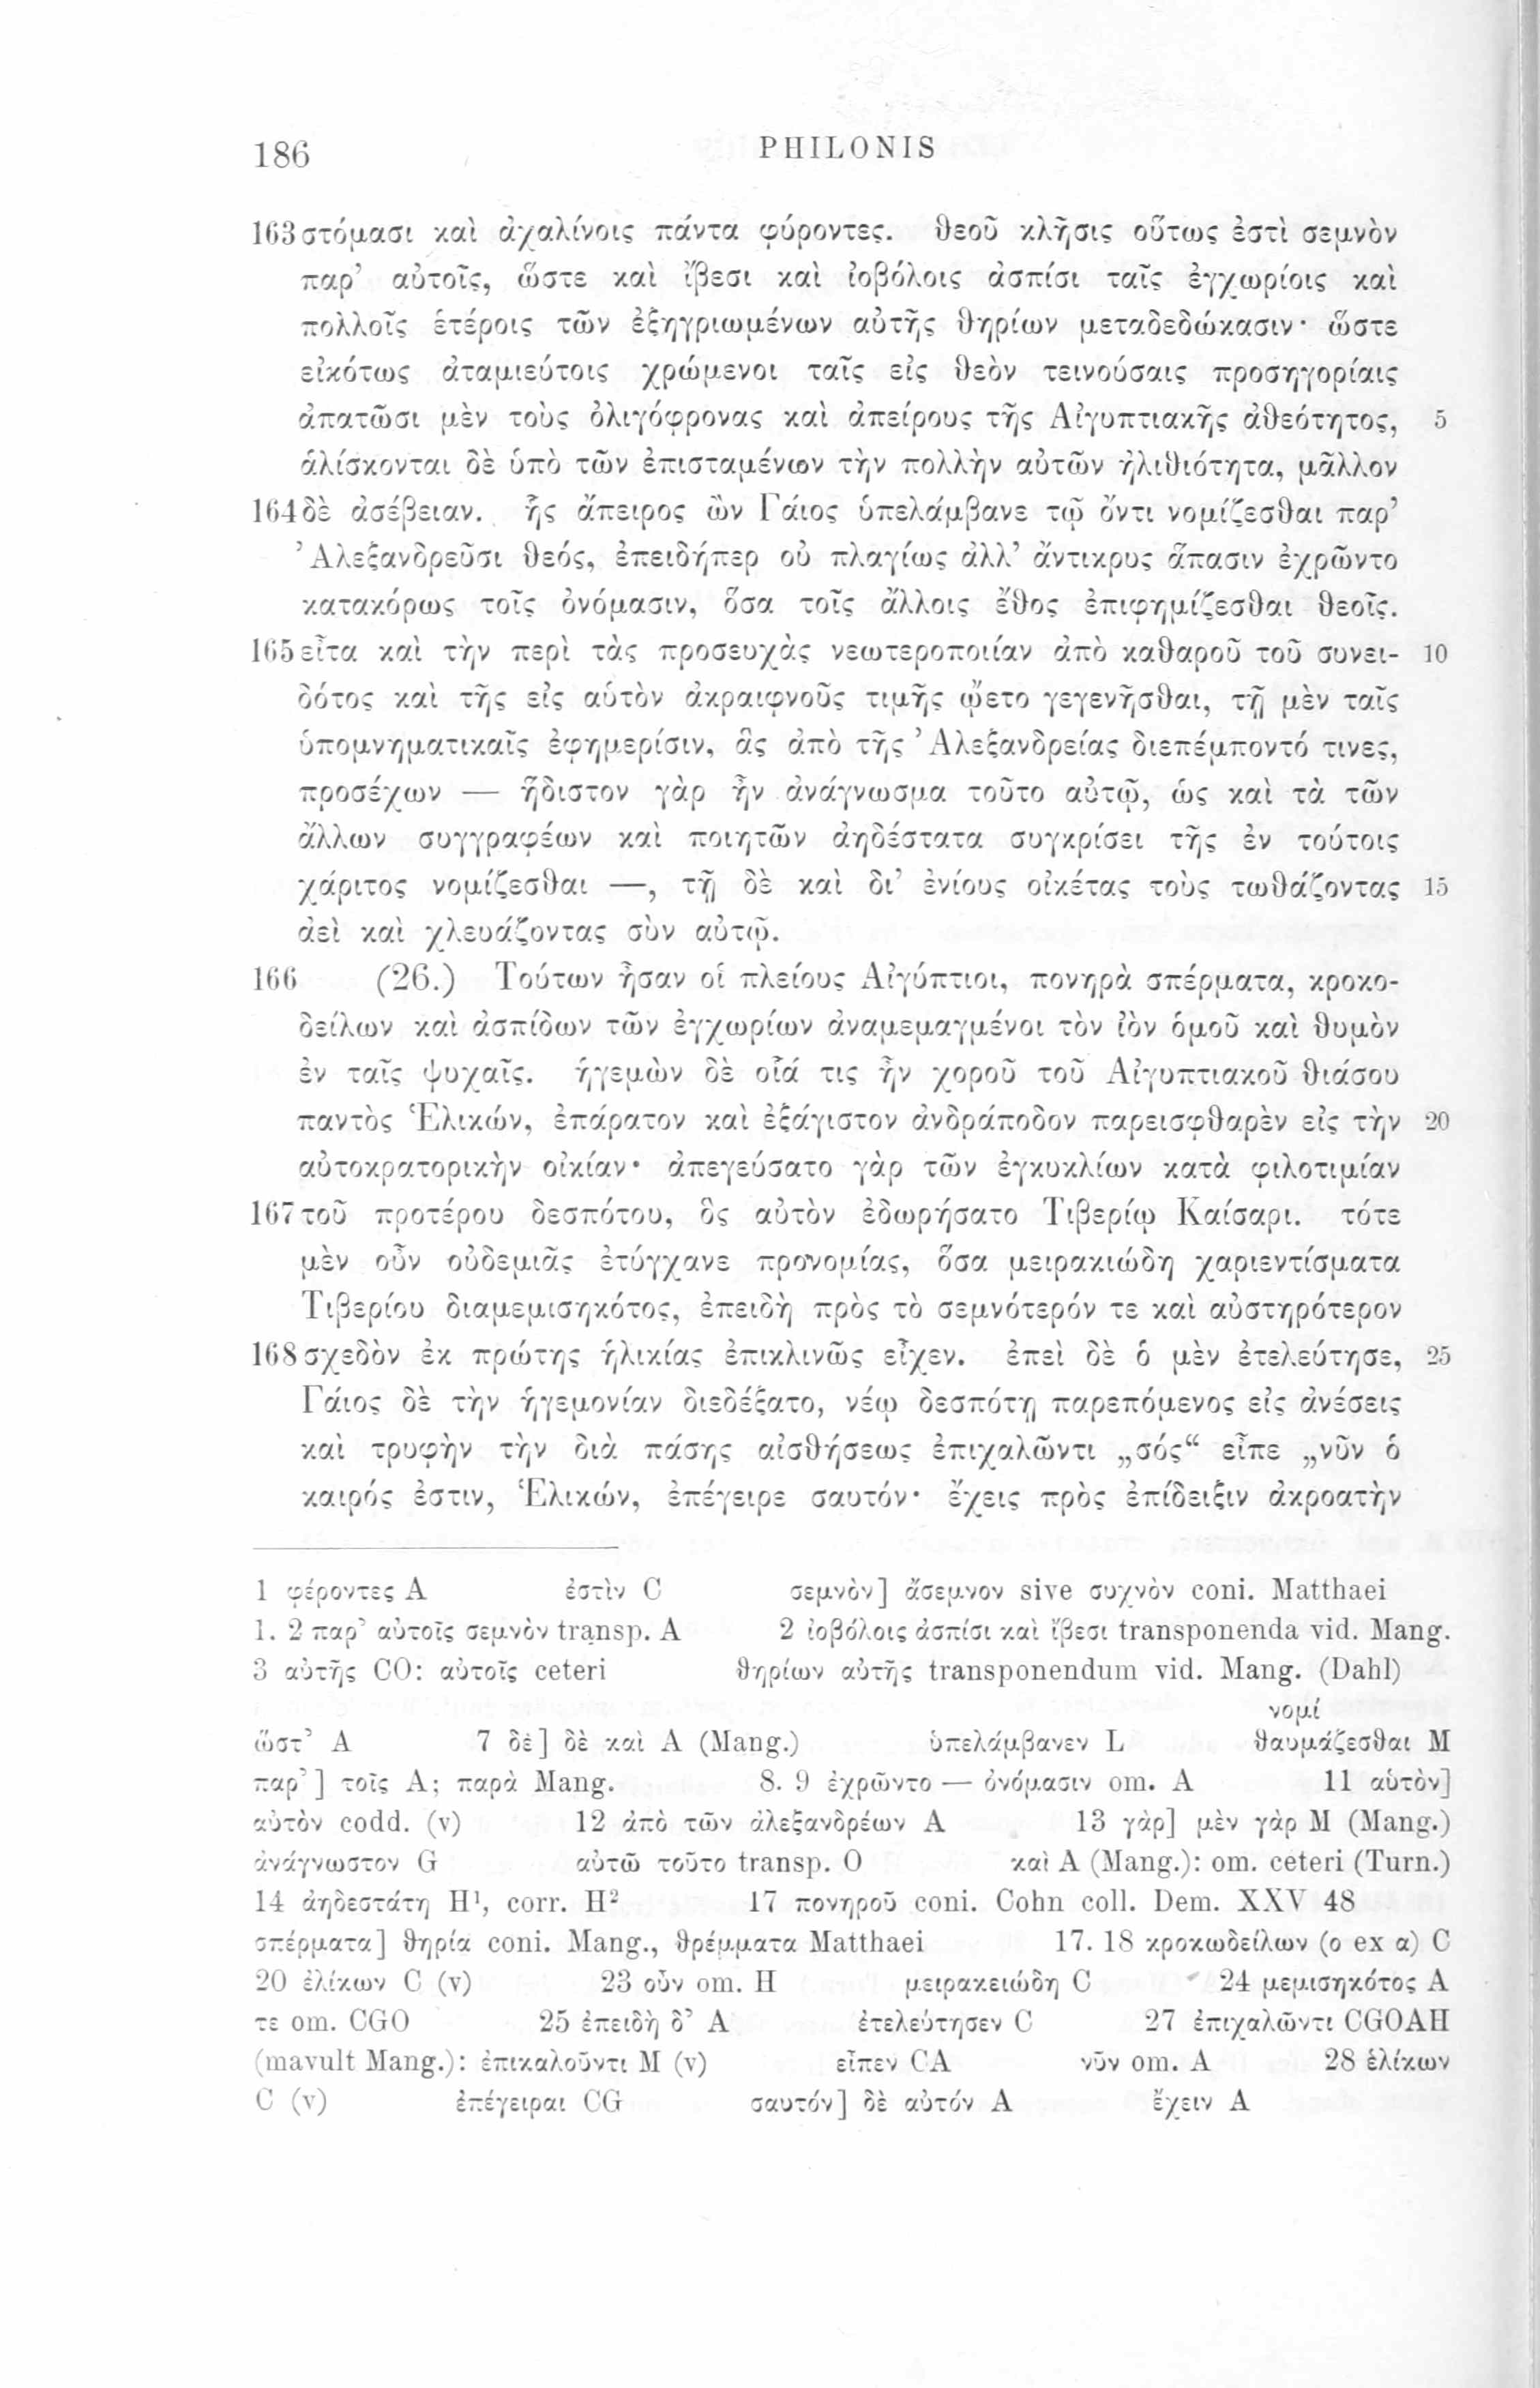 186
PHILONIS
163 στόμασι καὶ ἀχαλίνοις πάντα φύροντες. θεοῦ κλῆσις οὕτως ἐστὶ σεμνὸν
παρ’ αὐτοῖς, ὥστε καὶ ἴβεσι καὶ ἰοβόλοις ἀσπίσι ταῖς ἐγχωρίοις καὶ
πολλοῖς ἑτέροις τῶν ἐξηγριωμένων αὐτῆς θηρίων μεταδεδώκασιν· ὥστε
εἰκότως ἀταμιεύτοις χρώμενοι ταῖς εἰς θεὸν τεινούσαις προσηγορίαις
ἀπατῶσι μὲν τοὺς ὀλιγόφρονας καὶ ἀπείρους τῆς Αἰγυπτιακῆς ἀθεότητος, 5
ἁλίσκονται δὲ ὑπὸ τῶν ἐπισταμένων τὴν πολλὴν αὐτῶν ἠλιθιότητα, μᾶλλον
164 δὲ ἀσέβειαν. ἧς ἄπειρος ὢν Γάιος ὑπελάμβανε τῷ ὄντι νομίζεσθαι παρ’
Ἀλεξανδρεῦσι θεός, ἐπειδήπερ οὐ πλαγίως ἀλλ’ ἄντικρυς ἅπασιν ἐχρῶντο
κατακόρως τοῖς ὀνόμασιν, ὅσα τοῖς ἄλλοις ἔθος ἐπιφημίζεσθαι θεοῖς.
165 εἶτα καὶ τὴν περὶ τὰς προσευχὰς νεωτεροποιίαν ἀπὸ καθαροῦ τοῦ συνει- 10
δότος καὶ τῆς εἰς αὑτὸν ἀκραιφνοῦς τιμῆς ᾤετο γεγενῆσθαι, τῇ μὲν ταῖς
ὑπομνηματικαῖς ἐφημερίσιν, ἃς ἀπὸ τῆς Ἀλεξανδρείας διεπέμποντό τινες,
προσέχων — ἥδιστον γὰρ ἦν ἀνάγνωσμα τοῦτο αὐτῷ, ὡς καὶ τὰ τῶν
ἄλλων συγγραφέων καὶ ποιητῶν ἀηδέστατα συγκρίσει τῆς ἐν τούτοις
χάριτος νομίζεσθαι —, τῇ δὲ καὶ δι’ ἐνίους οἰκέτας τοὺς τωθάζοντας 15
ἀεὶ καὶ χλευάζοντας σὺν αὐτῷ.
166 (26.) Τούτων ἦσαν οἱ πλείους Αἰγύπτιοι, πονηρὰ σπέρματα, κροκο-
δείλων καὶ ἀσπίδων τῶν ἐγχωρίων ἀναμεμαγμένοι τὸν ἰὸν ὁμοῦ καὶ θυμὸν
ἐν ταῖς ψυχαῖς. ἡγεμὼν δὲ οἷά τις ἦν χοροῦ τοῦ Αἰγυπτιακοῦ θιάσου
παντὸς Ἑλικών, ἐπάρατον καὶ ἐξάγιστον ἀνδράποδον παρεισφθαρὲν εἰς τὴν 20
αὐτοκρατορικὴν οἰκίαν· ἀπεγεύσατο γὰρ τῶν ἐγκυκλίων κατὰ φιλοτιμίαν
167 τοῦ προτέρου δεσπότου, ὃς αὐτὸν ἐδωρήσατο Τιβερίῳ Καίσαρι. τότε
μὲν οὖν οὐδεμιᾶς ἐτύγχανε προνομίας, ὅσα μειρακιώδη χαριεντίσματα
Τιβερίου διαμεμισηκότος, ἐπειδὴ πρὸς τὸ σεμνότερόν τε καὶ αὐστηρότερον
168 σχεδὸν ἐκ πρώτης ἡλικίας ἐπικλινῶς εἶχεν. ἐπεὶ δὲ ὁ μὲν ἐτελεύτησε, 25
Γάιος δὲ τὴν ἡγεμονίαν διεδέξατο, νέῳ δεσπότῃ παρεπόμενος εἰς ἀνέσεις
καὶ τρυφὴν τὴν διὰ πάσης αἰσθήσεως ἐπιχαλῶντι „σός“ εἶπε „νῦν ὁ
καιρός ἐστιν, Ἑλικών, ἐπέγειρε σαυτόν· ἔχεις πρὸς ἐπίδειξιν ἀκροατὴν
1 φέροντες A ἐστὶν C σεμνὸν] ἄσεμνον sive συχνὸν coni. Matthaei
1. 2 παρ’ αὐτοῖς σεμνὸν transp. A 2 ἰοβόλοις ἀσπίσι καὶ ἴβεσι transponenda vid. Mang.
3 αὐτῆς CO: αὐτοῖς ceteri θηρίων αὐτῆς transponendum vid. Mang. (Dahl)
νομί
ὥστ’ A 7 δὲ] δὲ καὶ A (Mang.) ὑπελάμβανεν L θαυμάζεσθαι M
παρ’] τοῖς A; παρὰ Mang. 8. 9 ἐχρῶντο — ὀνόμασιν om. A 11 αὑτὸν]
αὐτὸν codd. (v) 12 ἀπὸ τῶν ἀλεξανδρέων A 13 γὰρ] μὲν γὰρ M (Mang.)
ἀνάγνωστον G αὐτῶ τοῦτο transp. O καὶ A (Mang.): om. ceteri (Turn.)
14 ἀηδεστάτη H¹, corr. H² 17 πονηροῦ coni. Cohn coll. Dem. XXV 48
σπέρματα] θηρία coni. Mang., θρέμματα Matthaei 17. 18 κροκωδείλων (ο ex α) C
20 ἑλίκων C (v) 23 οὖν om. H μειρακειώδη C 24 μεμισηκότος A
τε om. CGO 25 ἐπειδὴ δ’ A ἐτελεύτησεν C 27 ἐπιχαλῶντι CGOAH
(mavult Mang.): ἐπικαλοῦντι M (v) εἶπεν CA νῦν om. A 28 ἑλίκων
C (v) ἐπέγειραι CG σαυτόν] δὲ αὐτόν A ἔχειν A